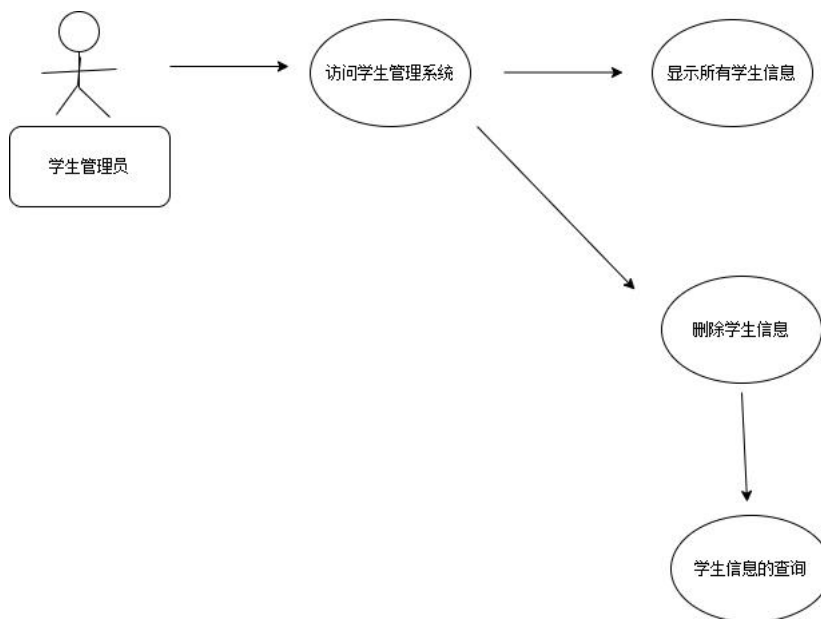 访问学生管理系统
显示所有学生信息
学生管理员
删除学生信息
学生信息的查询